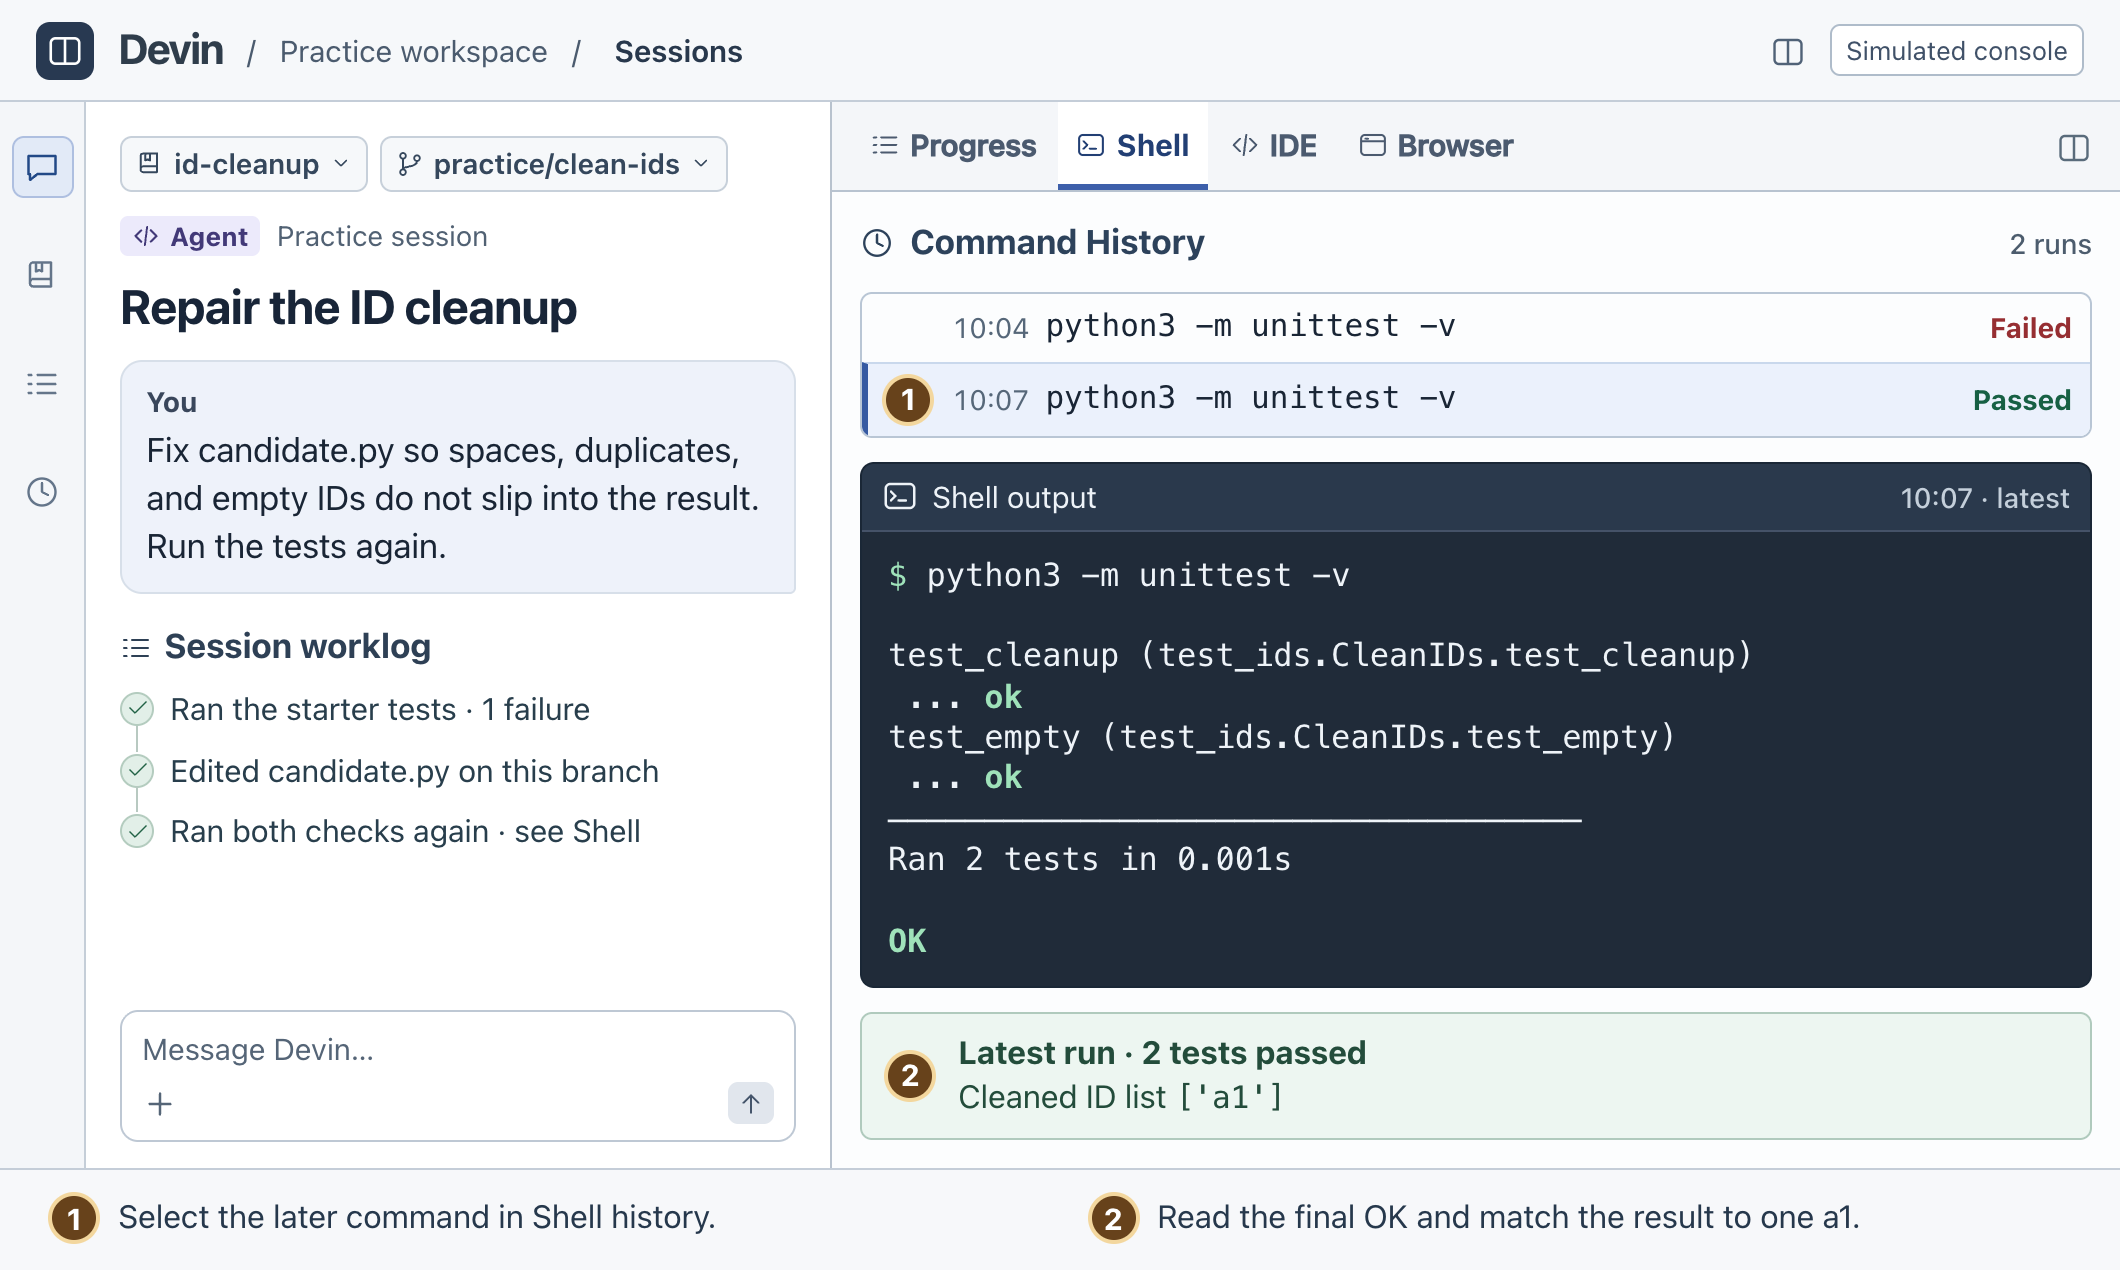 Devin / Practice workspace / Sessions
Simulated console
id-cleanup
practice/clean-ids
Agent Practice session
Repair the ID cleanup
You
Fix candidate.py so spaces, duplicates,
and empty IDs do not slip into the result.
Run the tests again.
Session worklog
Ran the starter tests · 1 failure
Edited candidate.py on this branch
Ran both checks again · see Shell
Message Devin...
Progress
Shell
IDE
Browser
Command History
2 runs
10:04 python3 -m unittest -v Failed
1 10:07 python3 -m unittest -v Passed
Shell output
10:07 · latest
$ python3 -m unittest -v
test_cleanup (test_ids.CleanIDs.test_cleanup)
... ok
test_empty (test_ids.CleanIDs.test_empty)
... ok
Ran 2 tests in 0.001s
OK
2
Latest run · 2 tests passed
Cleaned ID list ['a1']
1 Select the later command in Shell history.
2 Read the final OK and match the result to one a1.